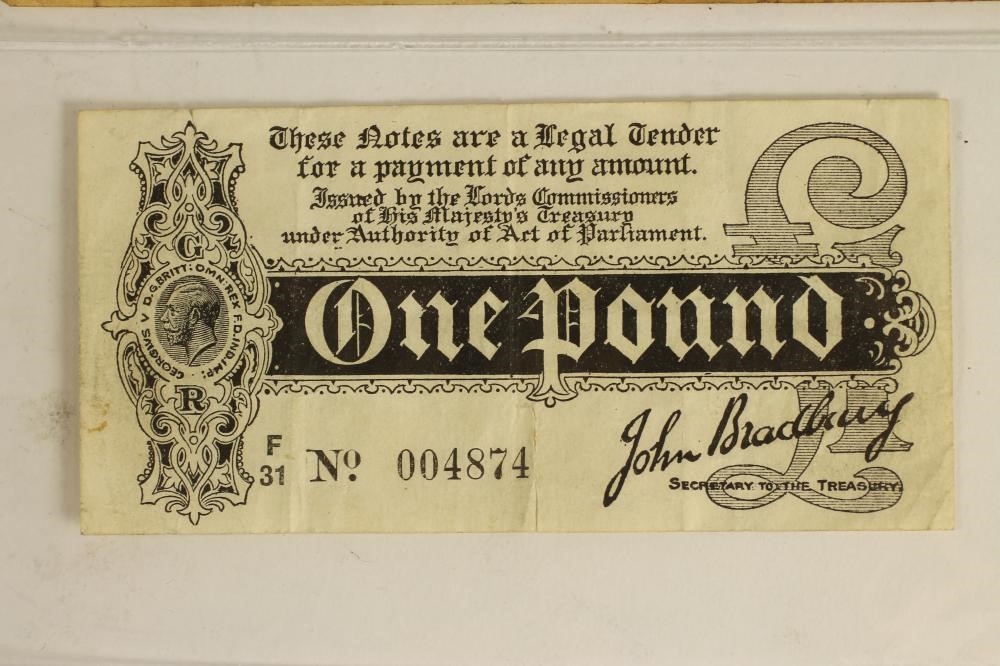 These Notes are a Legal Tender
for a payment of any amount.
Issued by the Lords Commissioners
of His Majesty's Treasury
under Authority of Act of Parliament.
£1
G
GEORGIVS V D.G.BRITT: OMN: REX F.D. IND: IMP:
R
One Pound
F
31
No. 004874
John Bradbury
£1
SECRETARY TO THE TREASURY.